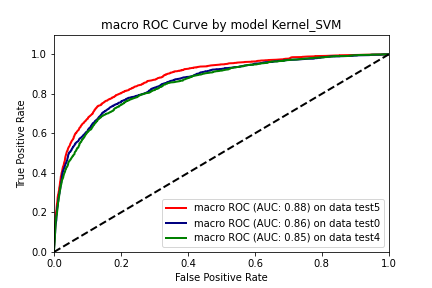 macro ROC Curve by model Kernel_SVM
True Positive Rate
1.0
0.8
0.6
0.4
0.2
0.0
macro ROC (AUC: 0.88) on data test5
macro ROC (AUC: 0.86) on data test0
macro ROC (AUC: 0.85) on data test4
0.0 0.2 0.4 0.6 0.8 1.0
False Positive Rate